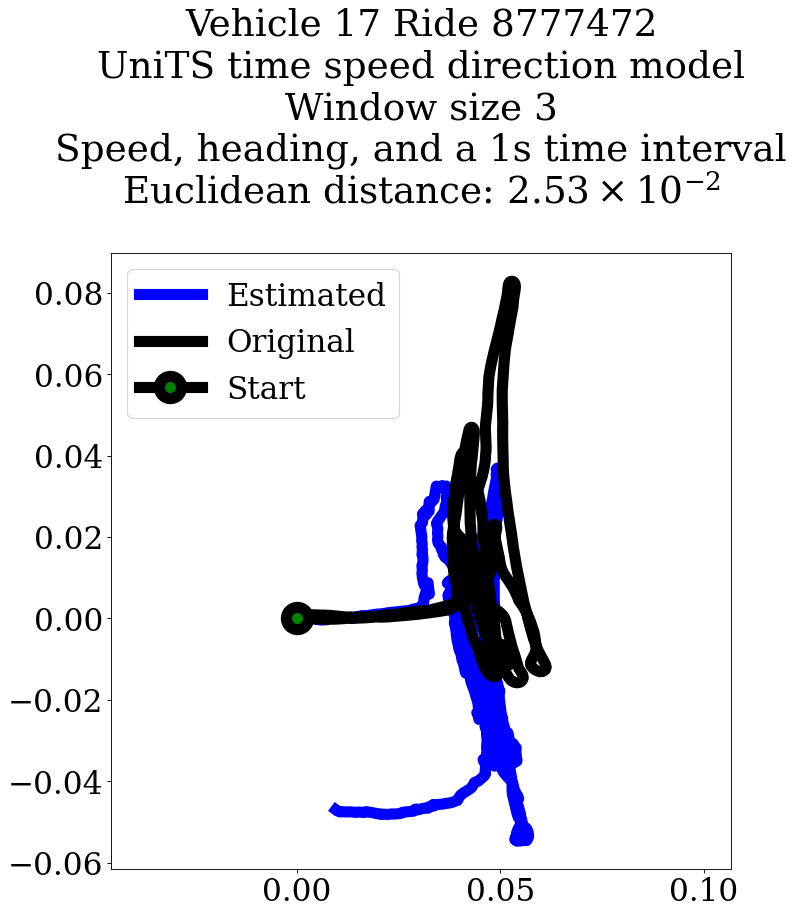 Vehicle 17 Ride 8777472
UniTS time speed direction model
Window size 3
Speed, heading, and a 1s time interval
Euclidean distance: 2.53 × 10⁻²
Estimated
Original
Start
0.08
0.06
0.04
0.02
0.00
−0.02
−0.04
−0.06
0.00 0.05 0.10